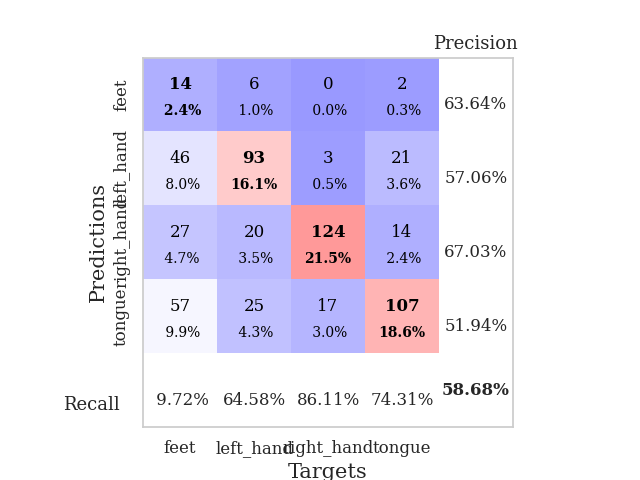 Precision
feet 14 6 0 2
2.4% 1.0% 0.0% 0.3% 63.64%
left_hand 46 93 3 21
8.0% 16.1% 0.5% 3.6% 57.06%
right_hand 27 20 124 14
4.7% 3.5% 21.5% 2.4% 67.03%
tongue 57 25 17 107
9.9% 4.3% 3.0% 18.6% 51.94%
Predictions
Recall 9.72% 64.58% 86.11% 74.31% 58.68%
feet left_hand right_hand tongue
Targets